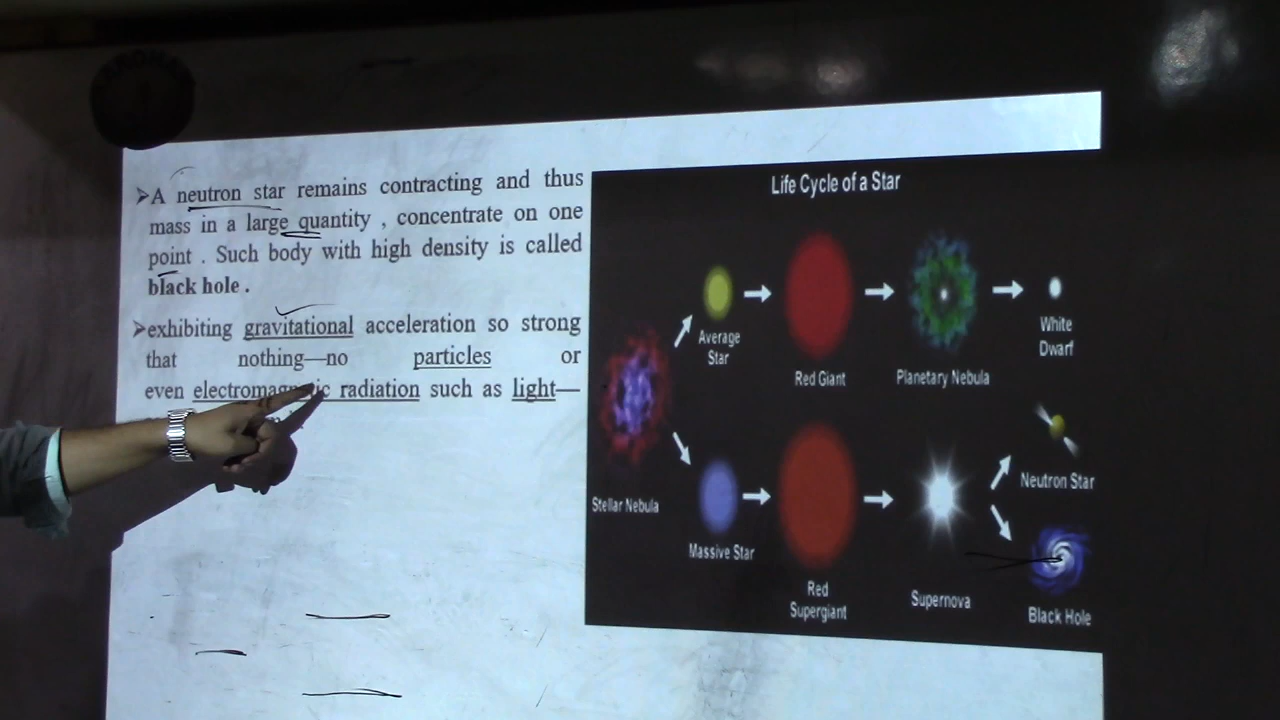 ➢A neutron star remains contracting and thus
mass in a large quantity , concentrate on one
point . Such body with high density is called
black hole .
➢exhibiting gravitational acceleration so strong
that nothing—no particles or
even electromagnetic radiation such as light—
Life Cycle of a Star
Average
Star
Red Giant
Planetary Nebula
White
Dwarf
Stellar Nebula
Massive Star
Red
Supergiant
Supernova
Neutron Star
Black Hole